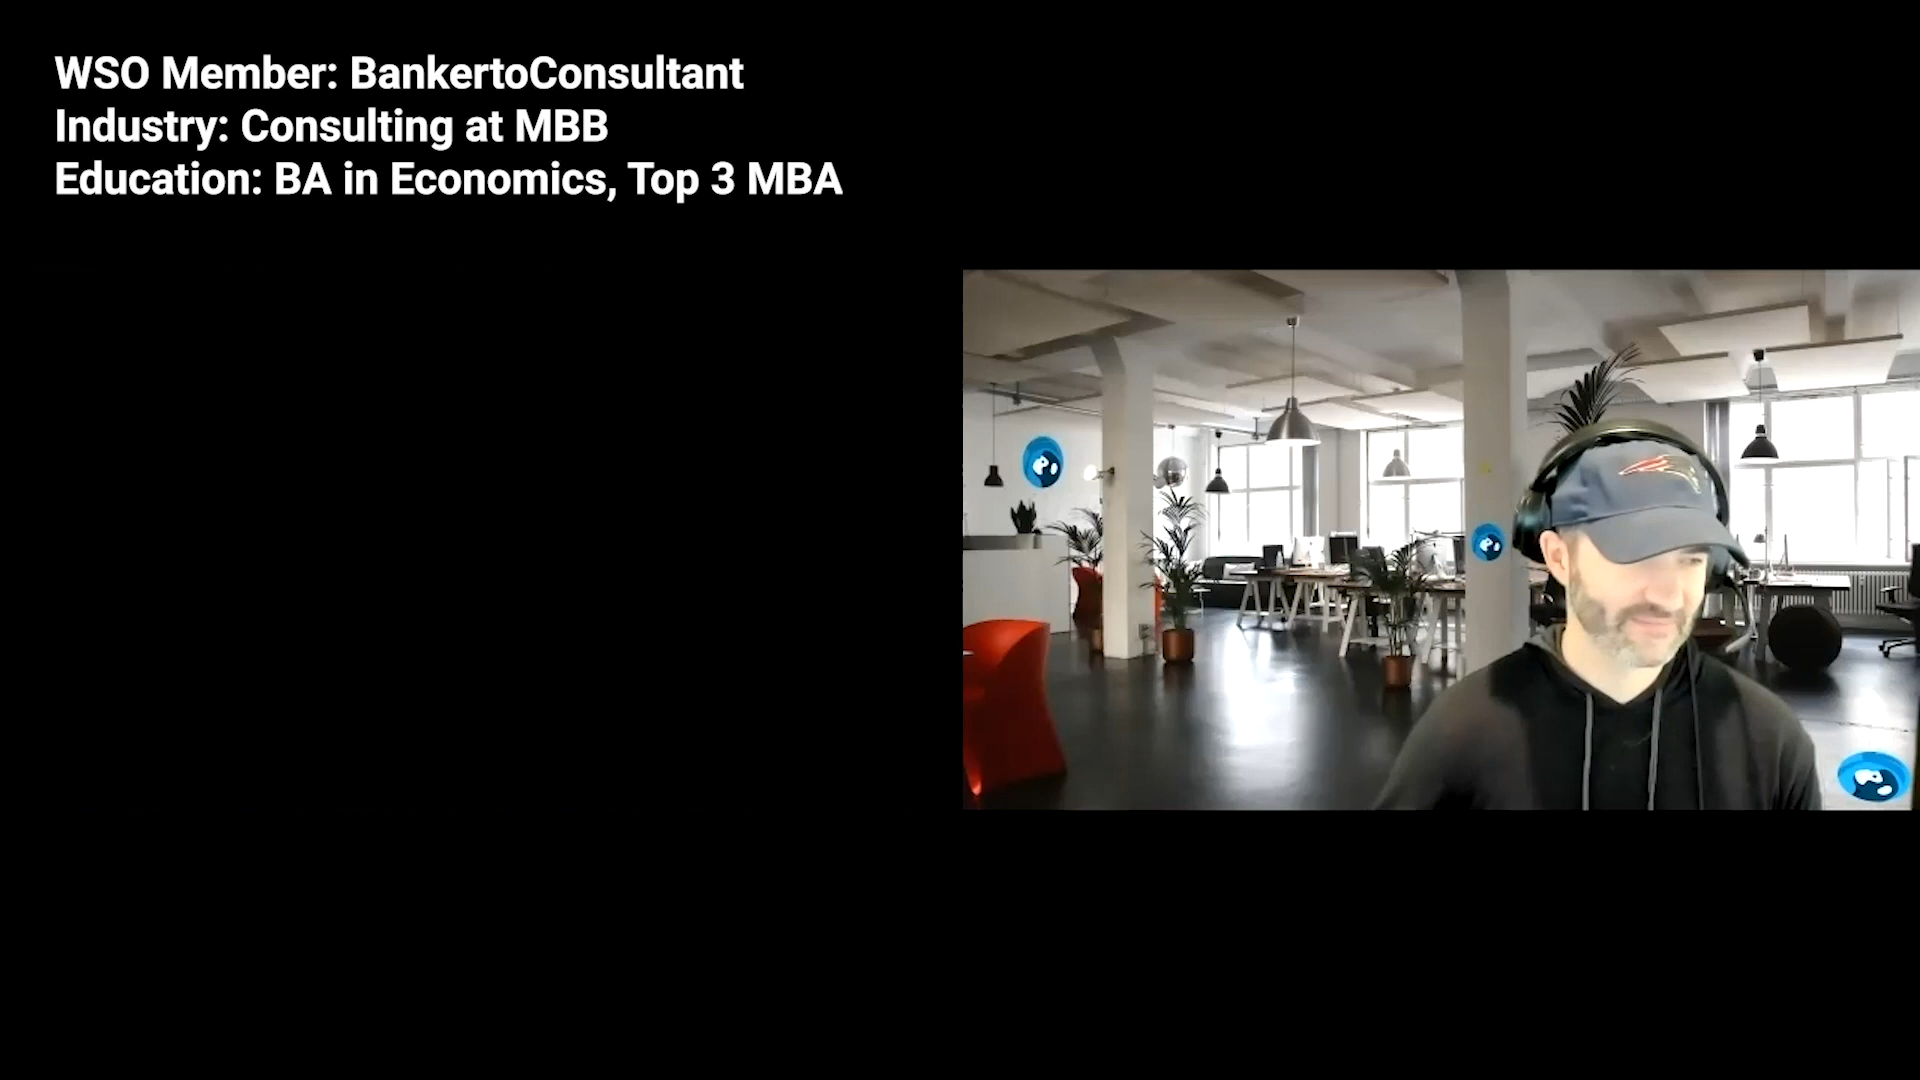 WSO Member: BankertoConsultant
Industry: Consulting at MBB
Education: BA in Economics, Top 3 MBA